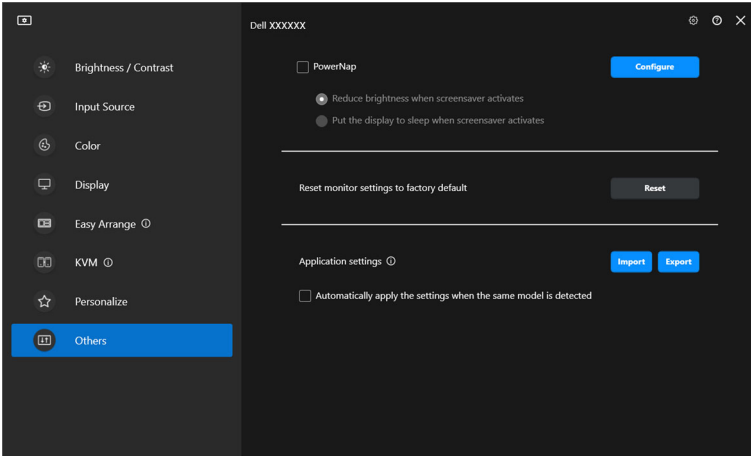 Dell XXXXXX
Brightness / Contrast
Input Source
Color
Display
Easy Arrange
KVM
Personalize
Others
PowerNap
Configure
Reduce brightness when screensaver activates
Put the display to sleep when screensaver activates
Reset monitor settings to factory default
Reset
Application settings
Import
Export
Automatically apply the settings when the same model is detected